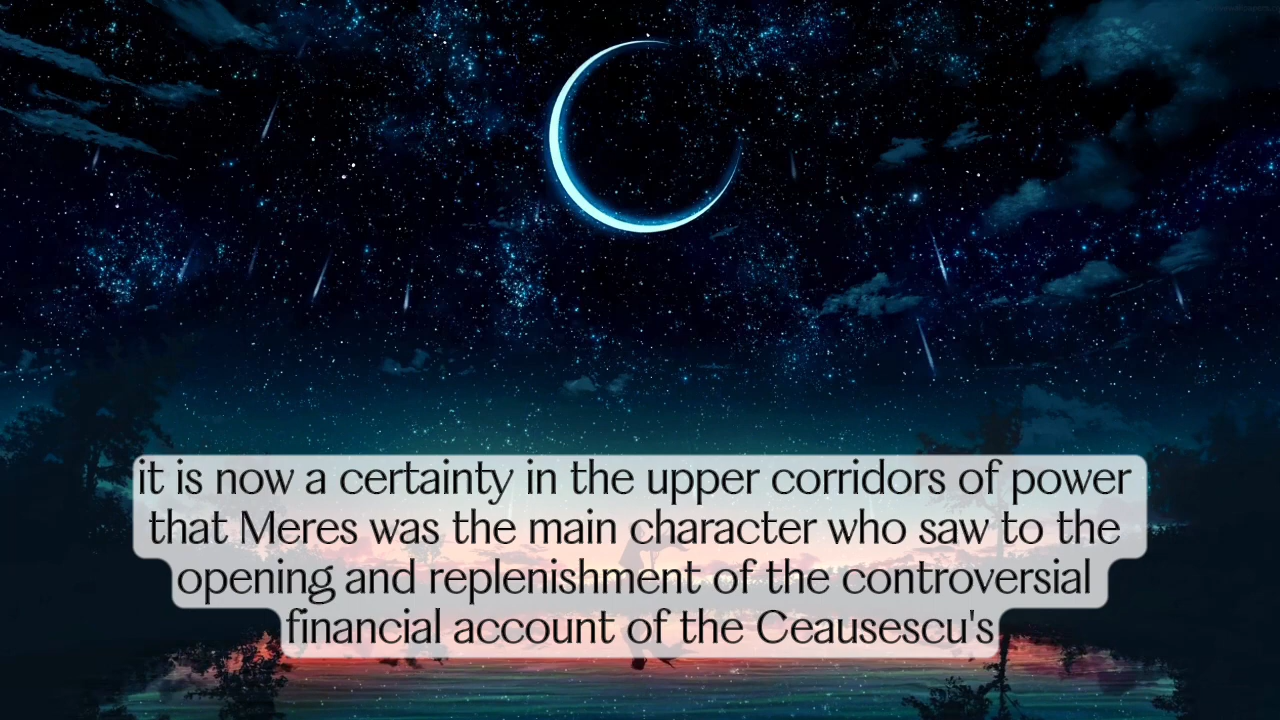 it is now a certainty in the upper corridors of power
that Meres was the main character who saw to the
opening and replenishment of the controversial
financial account of the Ceausescu's